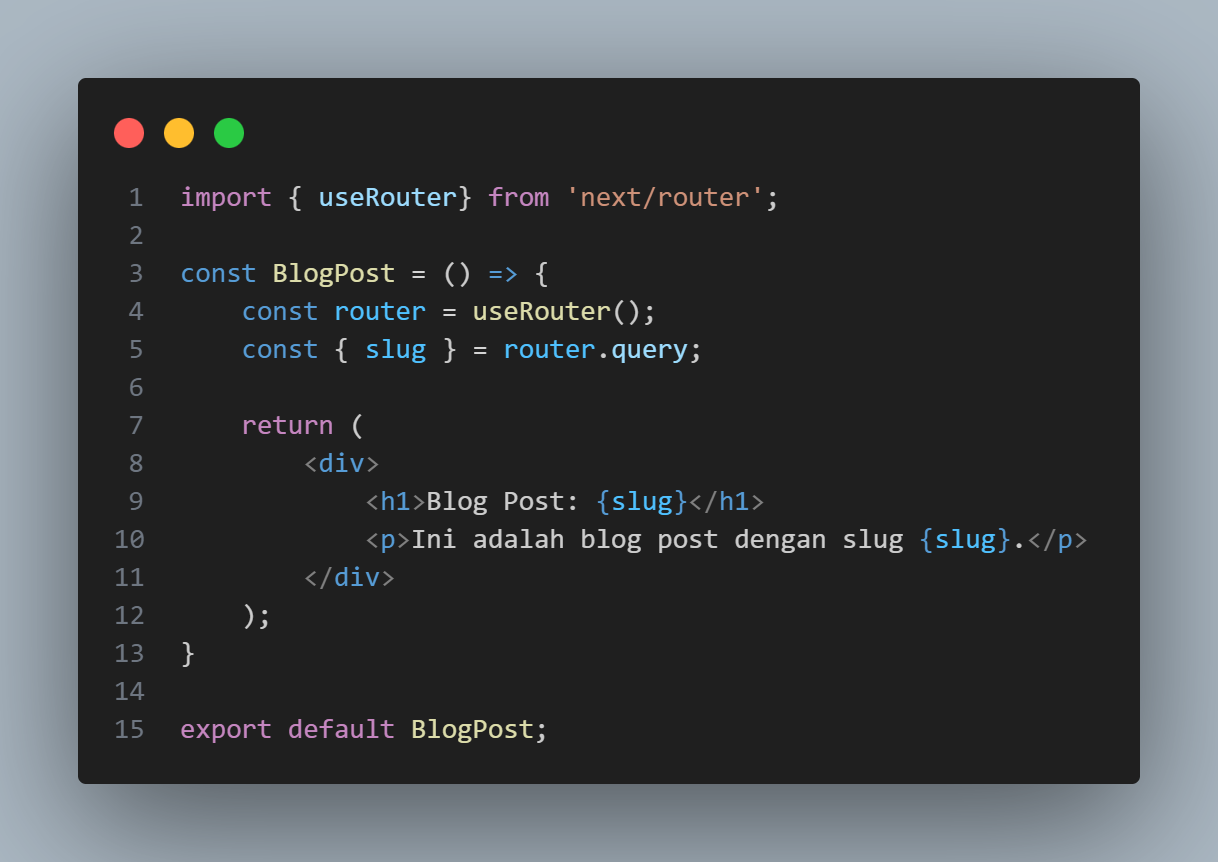 1 import { useRouter} from 'next/router';
2
3 const BlogPost = () => {
4     const router = useRouter();
5     const { slug } = router.query;
6
7     return (
8         <div>
9             <h1>Blog Post: {slug}</h1>
10             <p>Ini adalah blog post dengan slug {slug}.</p>
11         </div>
12     );
13 }
14
15 export default BlogPost;